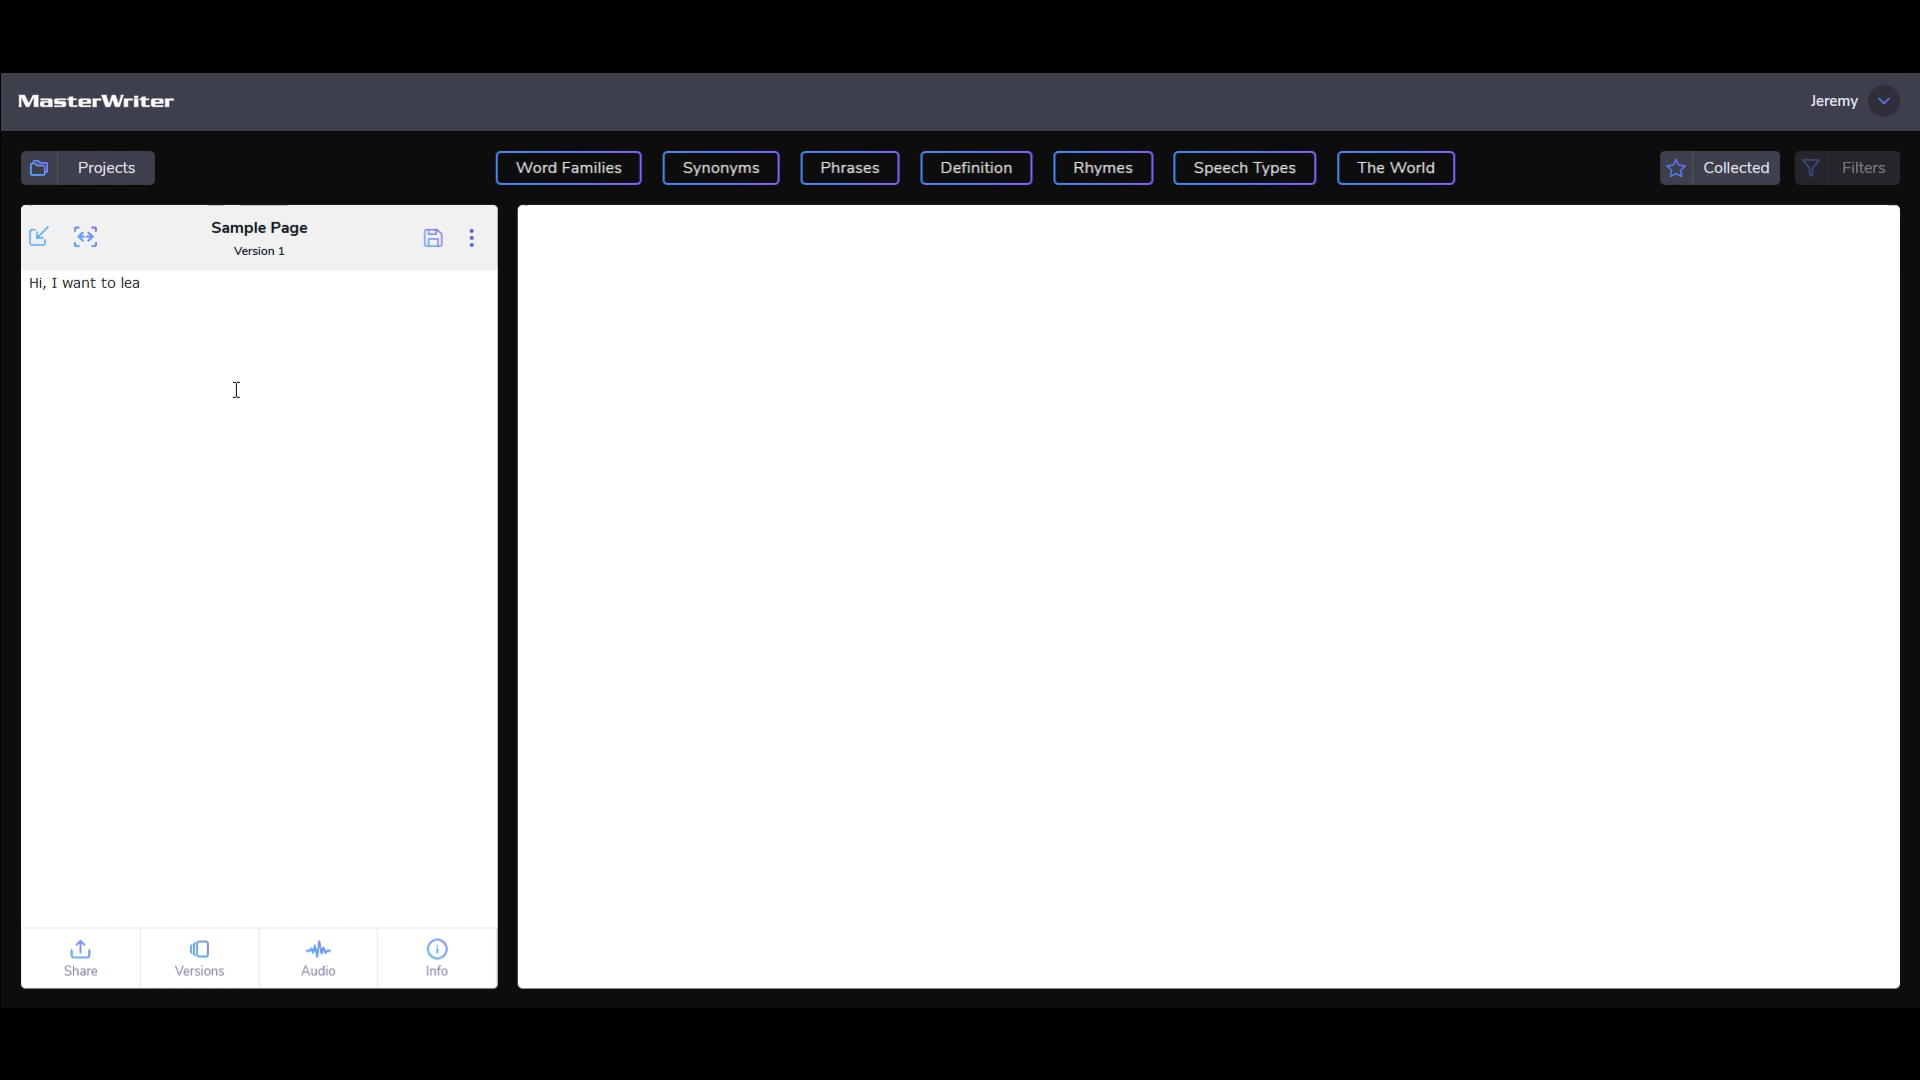 MasterWriter
Jeremy
Projects
Word Families
Synonyms
Phrases
Definition
Rhymes
Speech Types
The World
Collected
Filters
Sample Page
Version 1
Hi, I want to lea
Share
Versions
Audio
Info